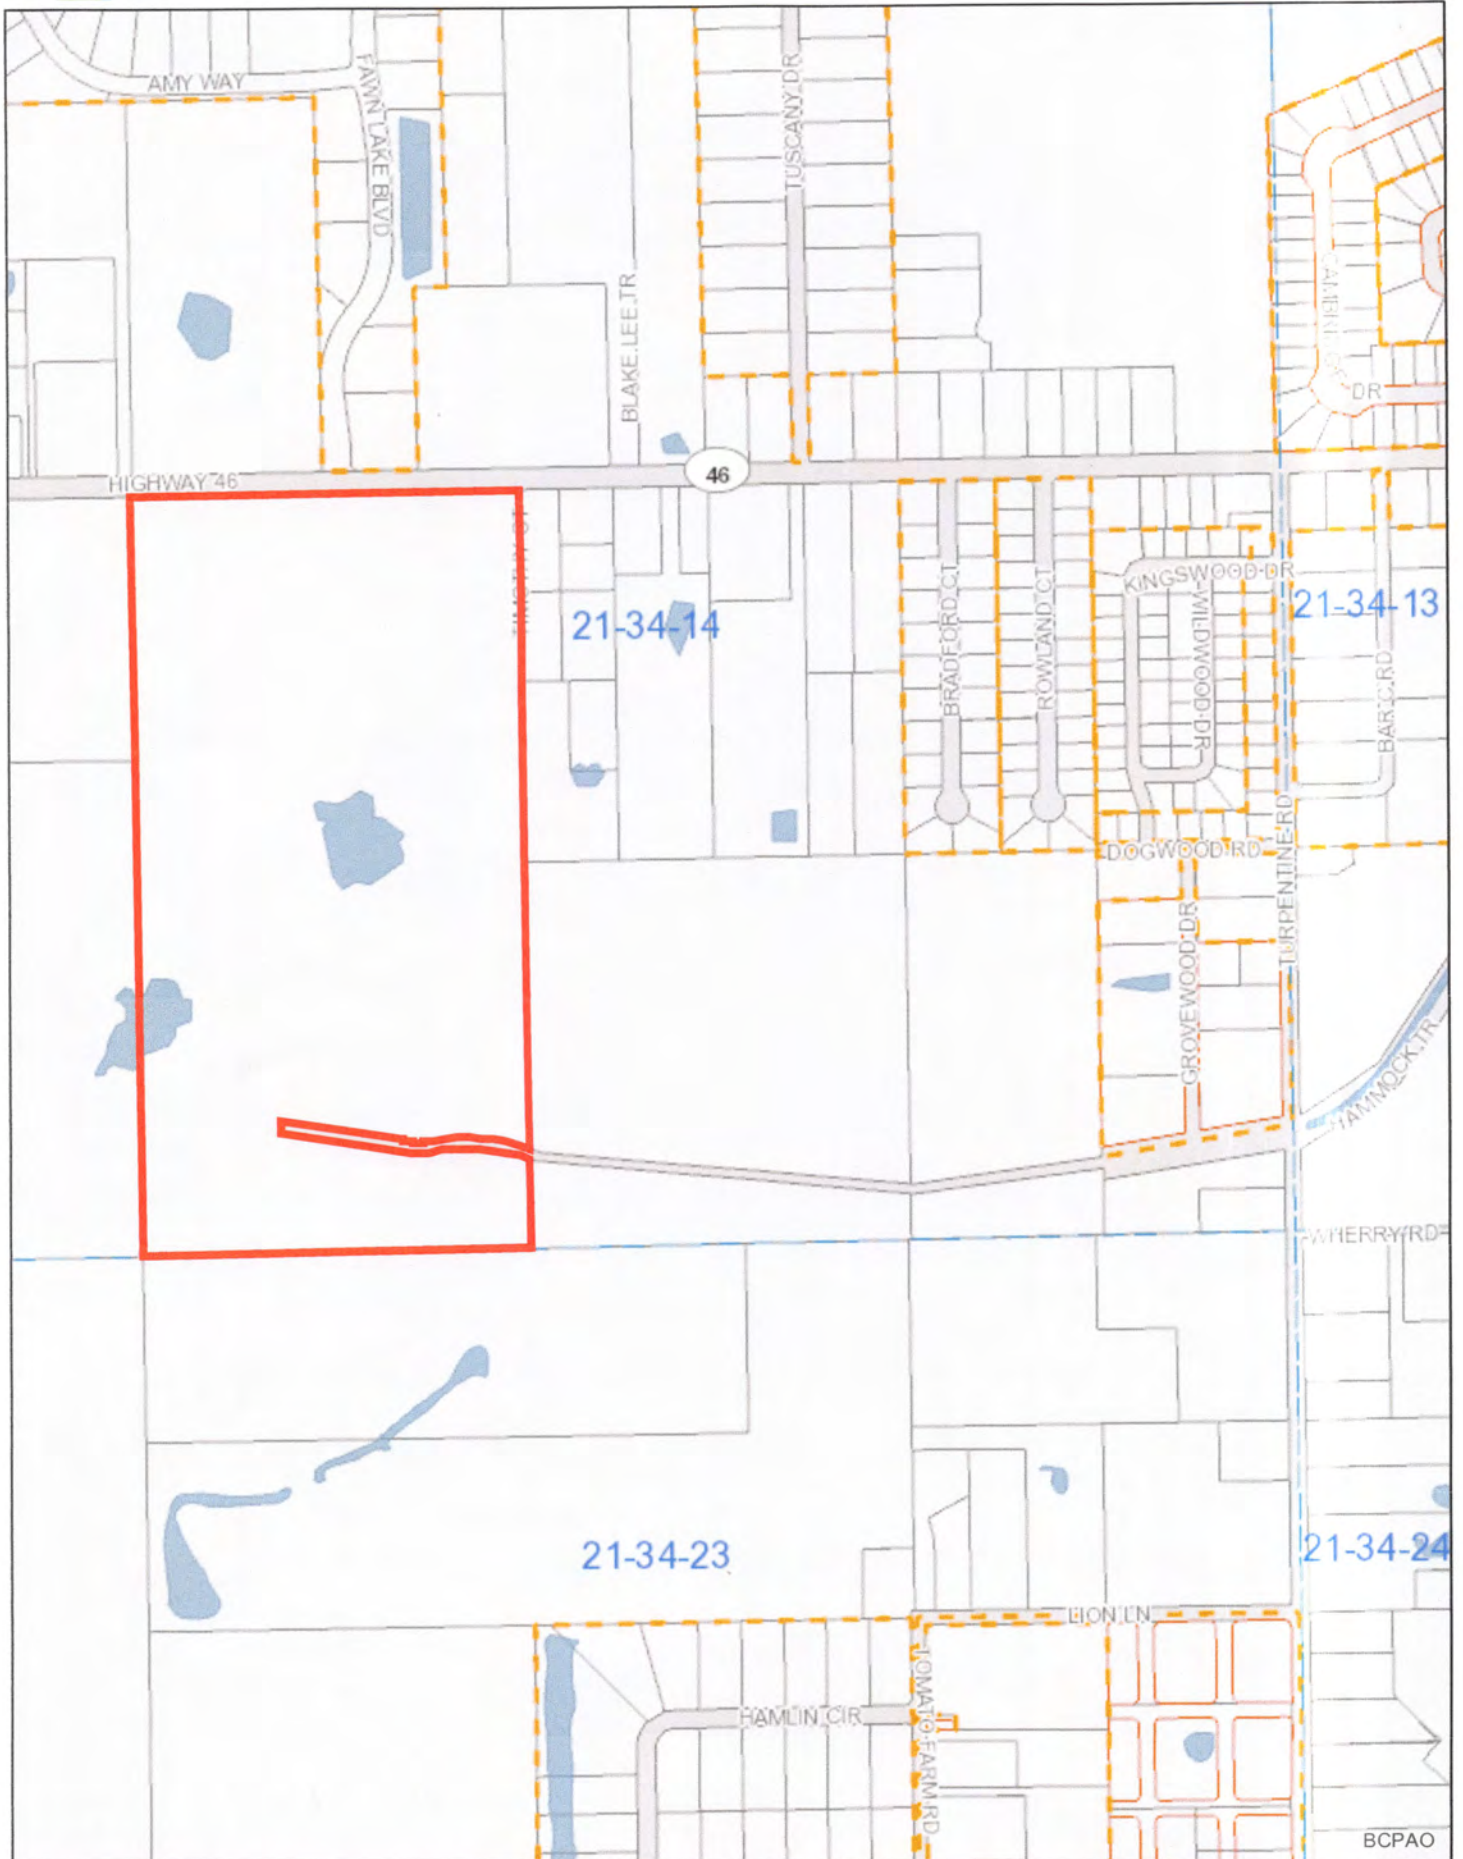 AMY WAY
FAWN LAKE BLVD
TUSCANY DR
BLAKE LEE TR
DR
HIGHWAY 46
46
21-34-14
BRADFORD CT
ROWLAND CT
KINGSWOOD DR
WILDWOOD DR
21-34-13
BAR C RD
DOGWOOD RD
TURPENTINE RD
GROVEWOOD DR
HAMMOCK TR
WHERRY RD
21-34-23
21-34-24
LION LN
HAMLIN CIR
TOMATO FARM RD
BCPAO